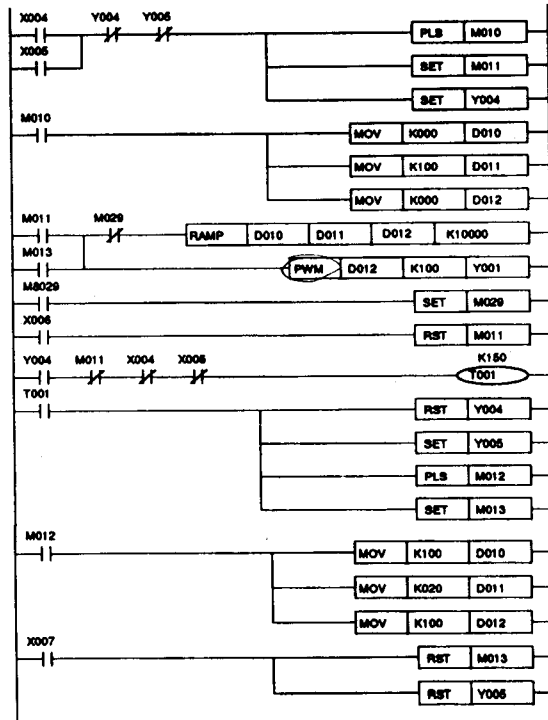 X004 Y004 Y005
PLS M010
X005
SET M011
SET Y004
M010
MOV K000 D010
MOV K100 D011
MOV K000 D012
M011 M029
RAMP D010 D011 D012 K10000
M013
PWM D012 K100 Y001
M8029
SET M029
X006
RST M011
Y004 M011 X004 X005 K150
T001
T001
RST Y004
SET Y005
PLS M012
SET M013
M012
MOV K100 D010
MOV K020 D011
MOV K100 D012
X007
RST M013
RST Y005